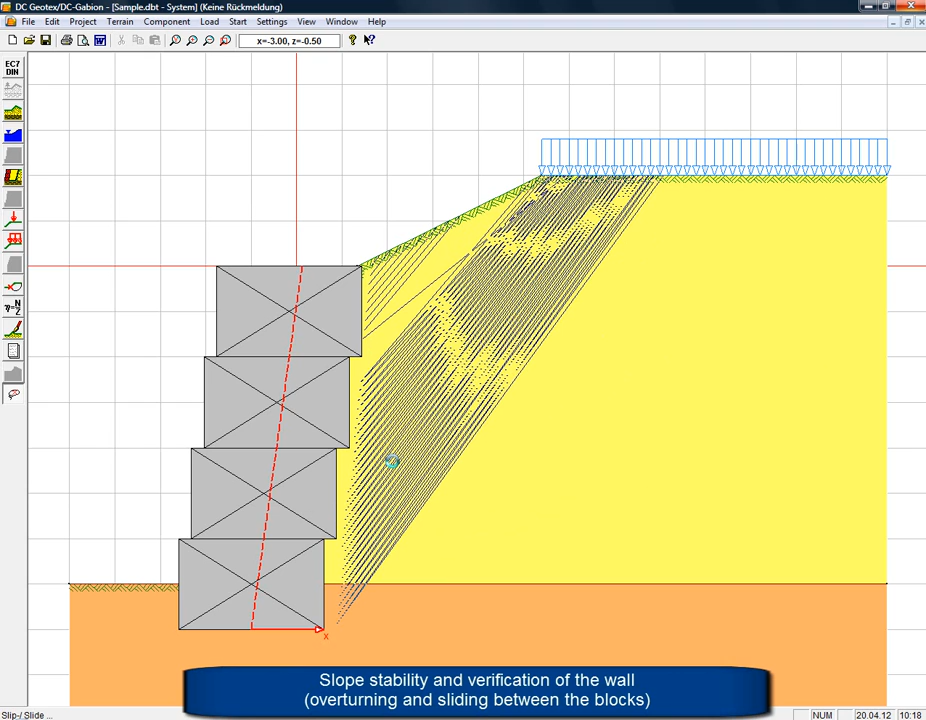 DC Geotex/DC-Gabion - [Sample.dbt - System] (Keine Rückmeldung)
File Edit Project Terrain Component Load Start Settings View Window Help
x=-3.00, z=-0.50
EC7
DIN
η=N/Z
x
Slope stability and verification of the wall
(overturning and sliding between the blocks)
Slip-/ Slide ... NUM 20.04.12 10:18